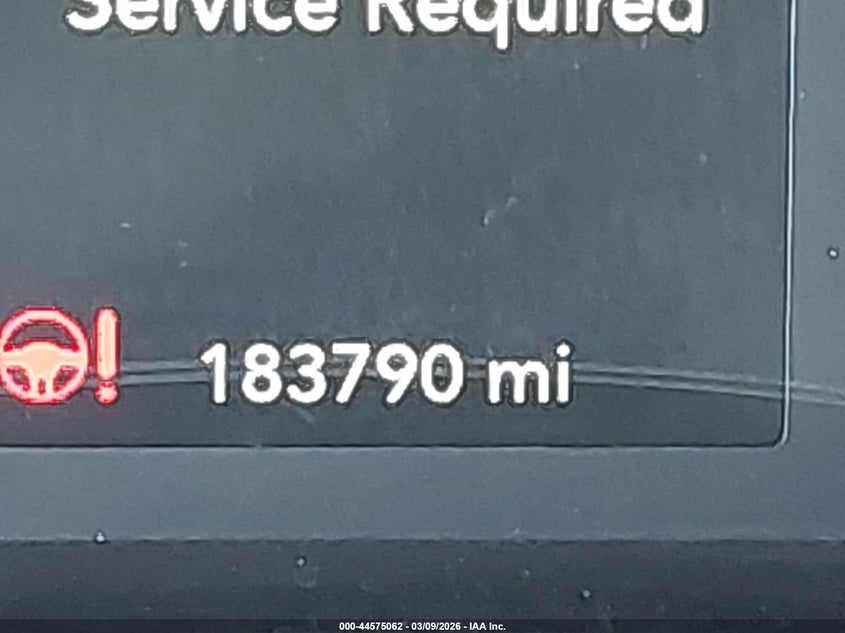 Service Required
183790 mi
000-44575062 - 03/09/2026 - IAA Inc.